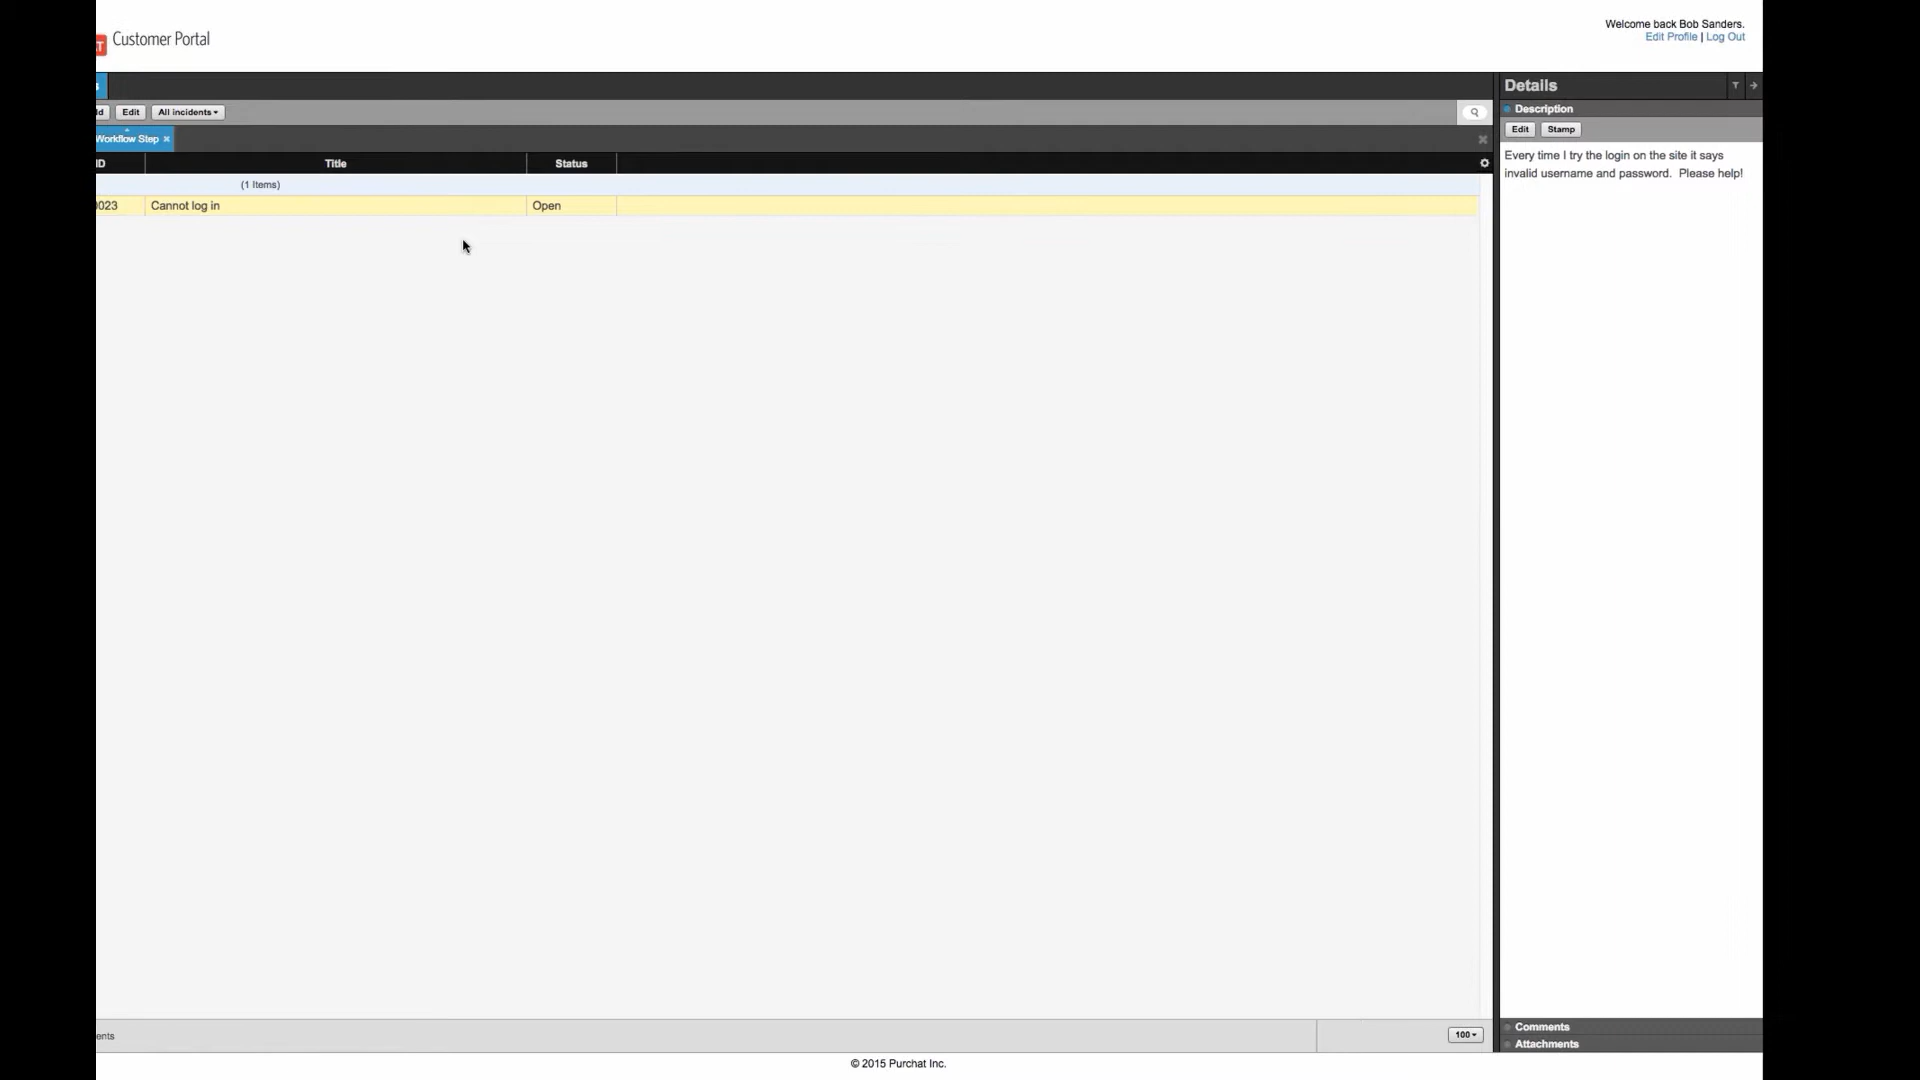 Customer Portal
Welcome back Bob Sanders.
Edit Profile | Log Out
Edit
All incidents
Workflow Step
ID
Title
Status
(1 Items)
0023
Cannot log in
Open
100
Details
Description
Edit
Stamp
Every time I try the login on the site it says
invalid username and password. Please help!
Comments
Attachments
© 2015 Purchat Inc.